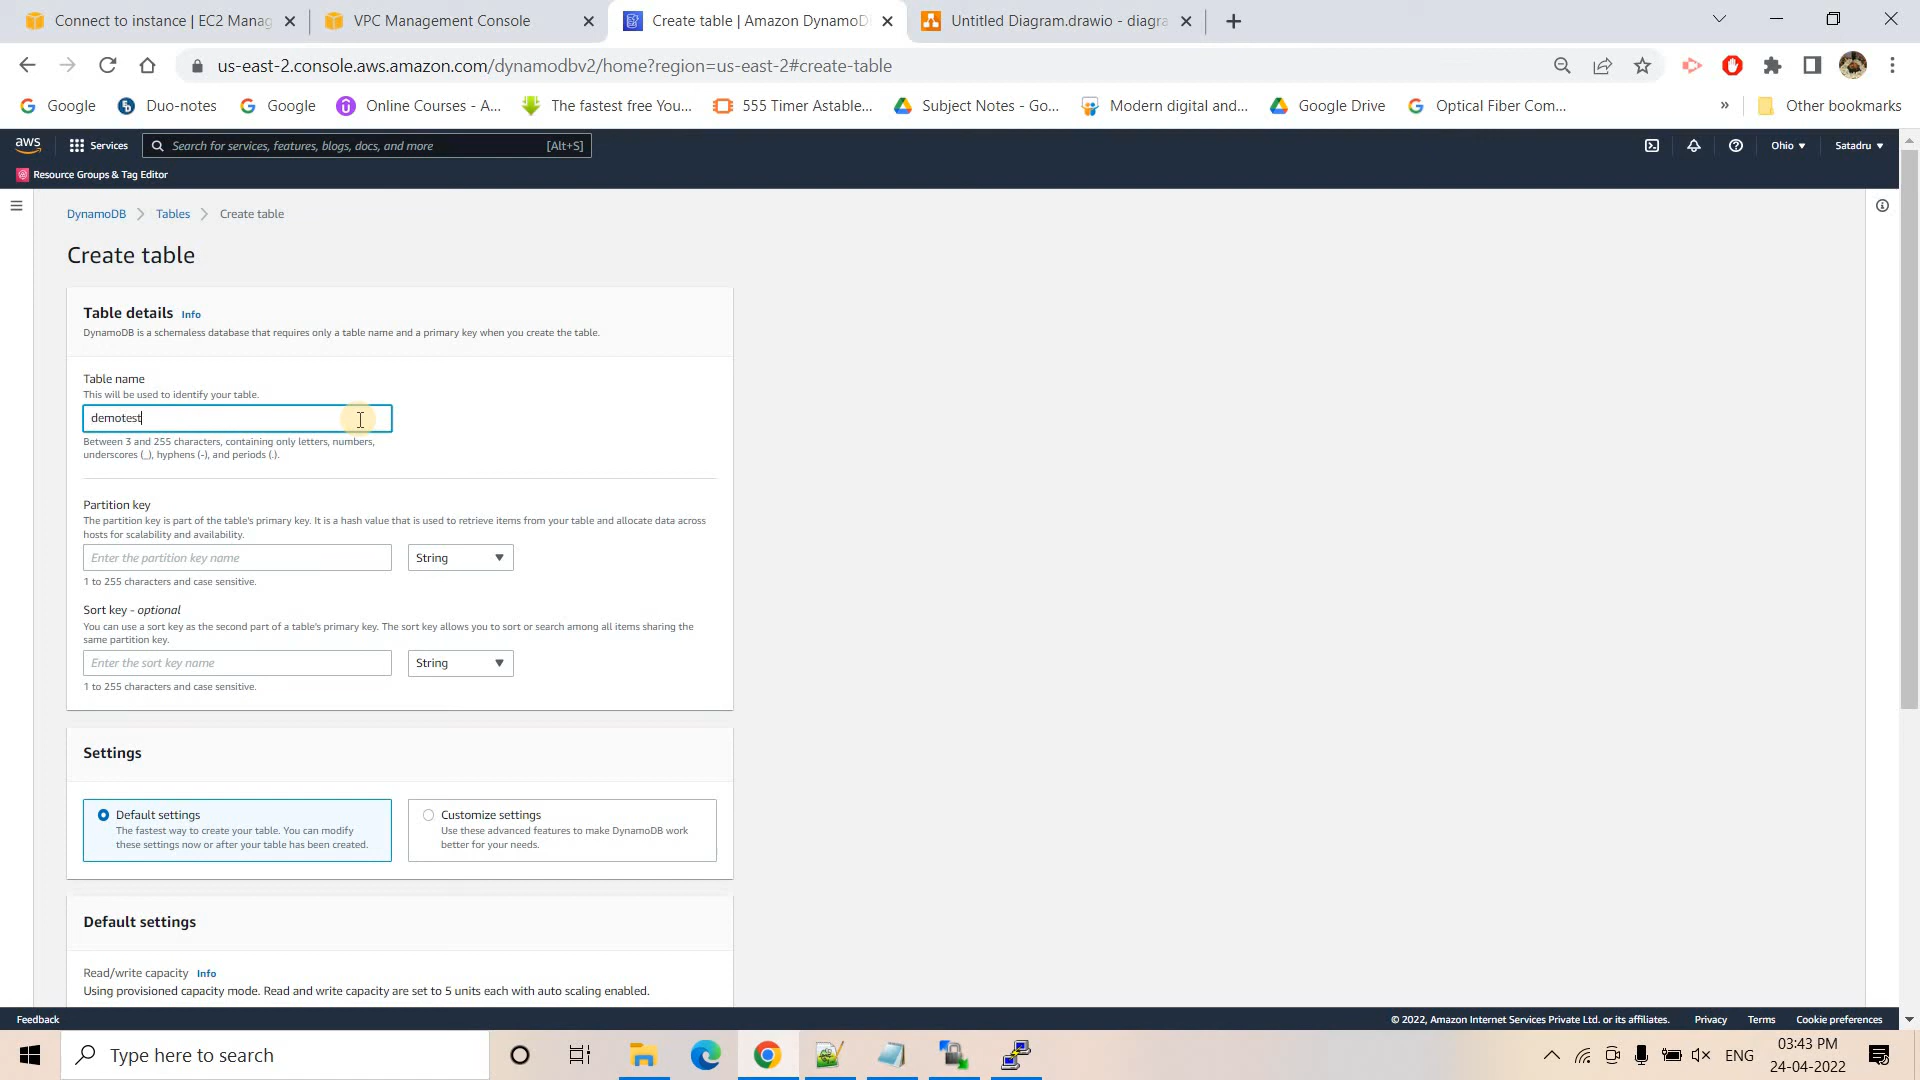 Connect to instance | EC2 Manag
VPC Management Console
Create table | Amazon DynamoD
Untitled Diagram.drawio - diagra
us-east-2.console.aws.amazon.com/dynamodbv2/home?region=us-east-2#create-table
Google
Duo-notes
Google
Online Courses - A...
The fastest free You...
555 Timer Astable...
Subject Notes - Go...
Modern digital and...
Google Drive
Optical Fiber Com...
»
Other bookmarks
aws
Services
Search for services, features, blogs, docs, and more
[Alt+S]
Ohio
Satadru
Resource Groups & Tag Editor
DynamoDB
Tables
Create table
Create table
Table details Info
DynamoDB is a schemaless database that requires only a table name and a primary key when you create the table.
Table name
This will be used to identify your table.
demotest
Between 3 and 255 characters, containing only letters, numbers,
underscores (_), hyphens (-), and periods (.).
Partition key
The partition key is part of the table's primary key. It is a hash value that is used to retrieve items from your table and allocate data across
hosts for scalability and availability.
Enter the partition key name
String
1 to 255 characters and case sensitive.
Sort key - optional
You can use a sort key as the second part of a table's primary key. The sort key allows you to sort or search among all items sharing the
same partition key.
Enter the sort key name
String
1 to 255 characters and case sensitive.
Settings
Default settings
The fastest way to create your table. You can modify
these settings now or after your table has been created.
Customize settings
Use these advanced features to make DynamoDB work
better for your needs.
Default settings
Read/write capacity Info
Using provisioned capacity mode. Read and write capacity are set to 5 units each with auto scaling enabled.
Feedback
© 2022, Amazon Internet Services Private Ltd. or its affiliates.
Privacy
Terms
Cookie preferences
Type here to search
ENG
03:43 PM
24-04-2022